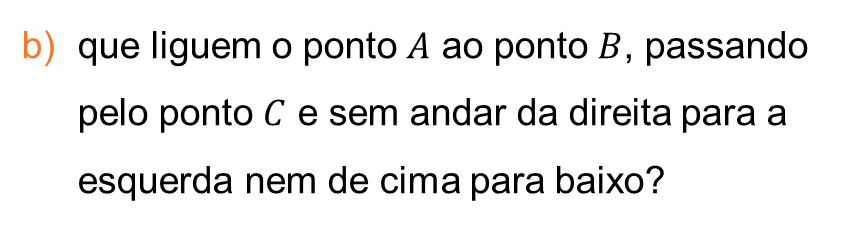 b) que liguem o ponto A ao ponto B, passando
pelo ponto C e sem andar da direita para a
esquerda nem de cima para baixo?